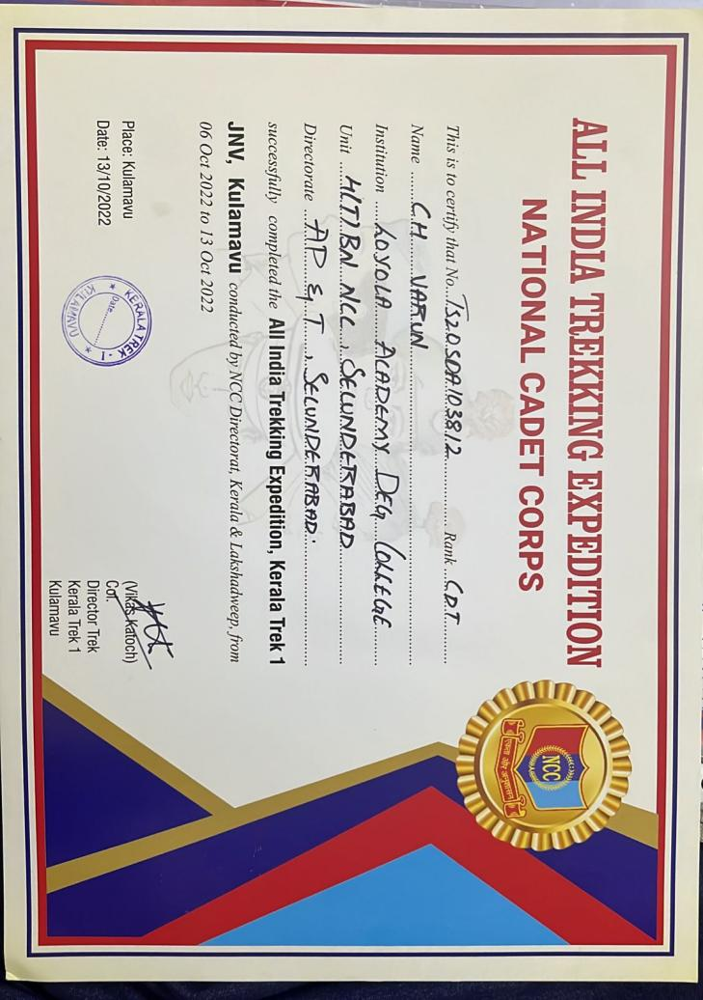 ALL INDIA TREKKING EXPEDITION
NATIONAL CADET CORPS
This is to certify that No. TS20SDA103812 Rank CDT
Name CH VARUN
Institution LOYOLA ACADEMY DEG COLLEGE
Unit H(T) BN NCC, SECUNDERABAD
Directorate AP & T, SECUNDERABAD.
successfully completed the All India Trekking Expedition, Kerala Trek 1
JNV, Kulamavu conducted by NCC Directorat, Kerala & Lakshadweep, from
06 Oct 2022 to 13 Oct 2022
Place: Kulamavu
Date: 13/10/2022
KERALA TREK - I
Date
KULAMAVU
(Vikas Katoch)
Col.
Director Trek
Kerala Trek 1
Kulamavu
NCC
एकता और अनुशासन